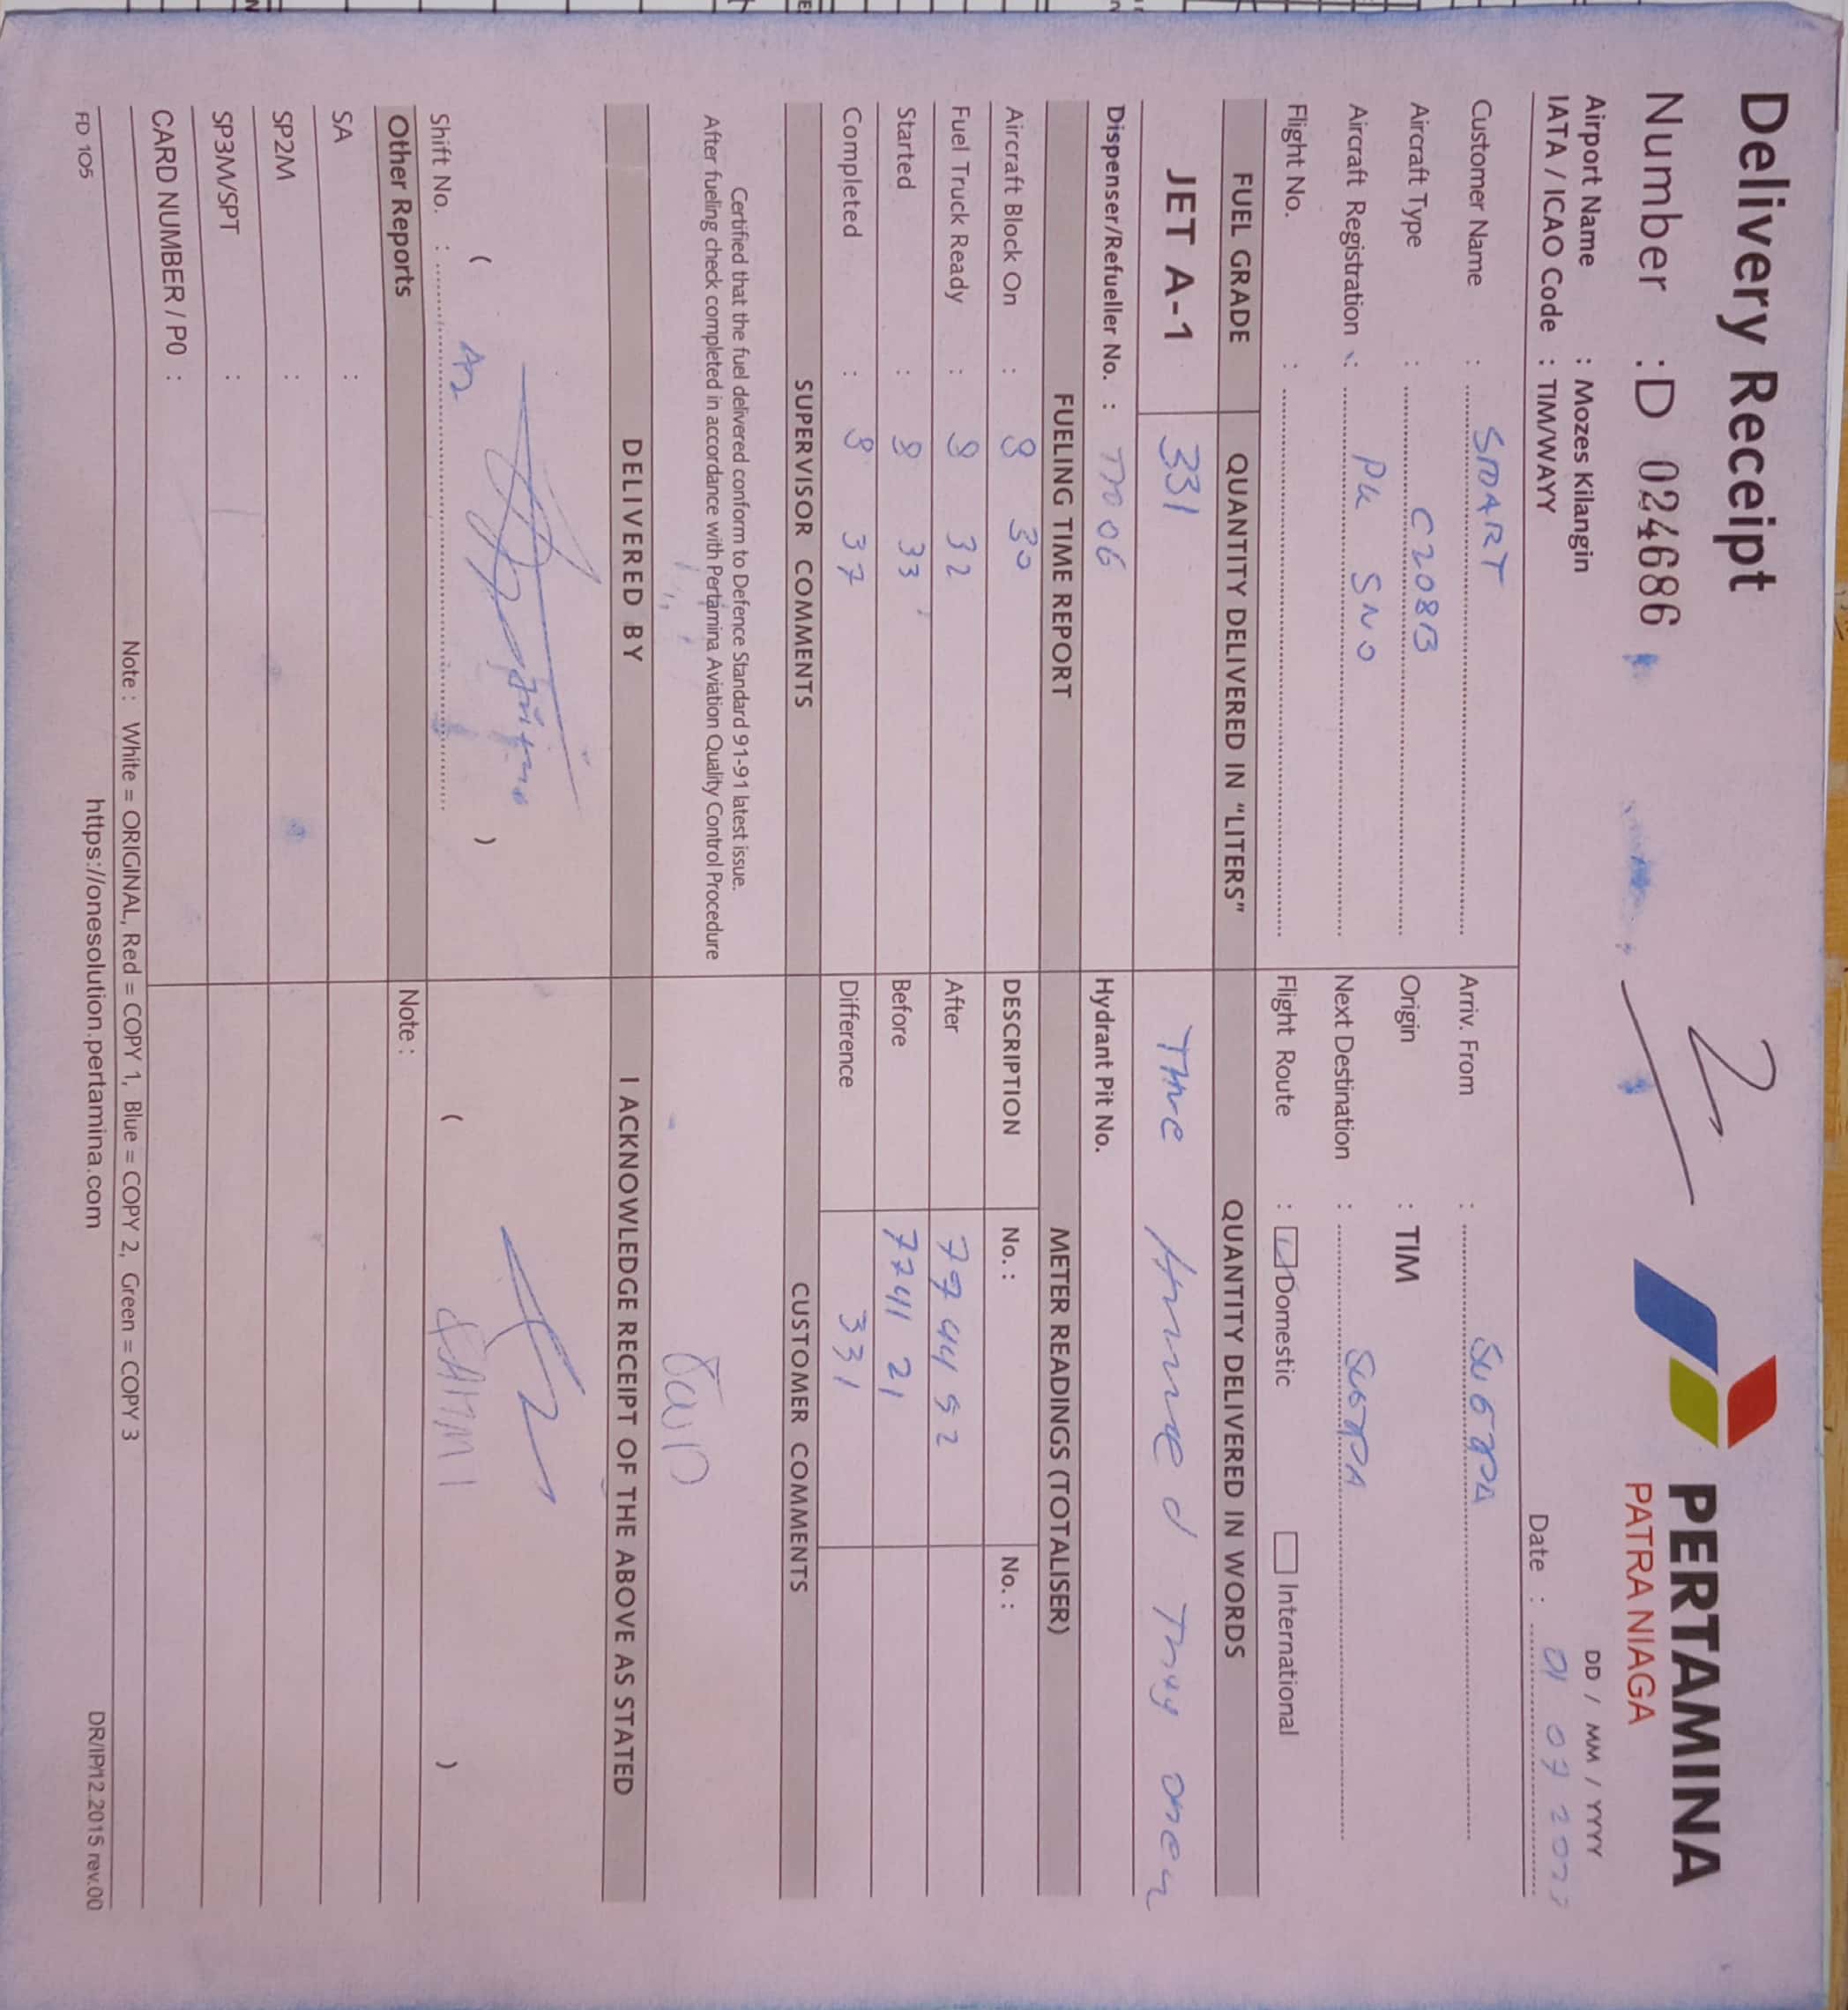 Delivery Receipt
Number : D 024686
PERTAMINA
PATRA NIAGA
Airport Name : Mozes Kilangin
DD / MM / YYYY
IATA / ICAO Code : TIM/WAYY
Date : 01 07 20
Customer Name : SMART
Arriv. From :
Aircraft Type : C208B
Origin : TIM
Aircraft Registration : PK SNO
Next Destination :
Flight No. :
Flight Route : Domestic International
FUEL GRADE QUANTITY DELIVERED IN "LITERS" QUANTITY DELIVERED IN WORDS
JET A-1 331
Dispenser/Refueller No. : 06
Hydrant Pit No.
FUELING TIME REPORT METER READINGS (TOTALISER)
Aircraft Block On : 30 DESCRIPTION No. : No. :
Fuel Truck Ready : 32 After
Started : 33 Before 7741 21
Completed : 37 Difference 331
SUPERVISOR COMMENTS CUSTOMER COMMENTS
Certified that the fuel delivered conform to Defence Standard 91-91 latest issue.
After fueling check completed in accordance with Pertamina Aviation Quality Control Procedure
DELIVERED BY I ACKNOWLEDGE RECEIPT OF THE ABOVE AS STATED
( ) ( )
Shift No. :
Other Reports Note :
SA :
SP2M :
SP3M/SPT :
CARD NUMBER / PO :
Note : White = ORIGINAL, Red = COPY 1, Blue = COPY 2, Green = COPY 3
FD 105 https://onesolution.pertamina.com DR/IP/12.2015 rev.00